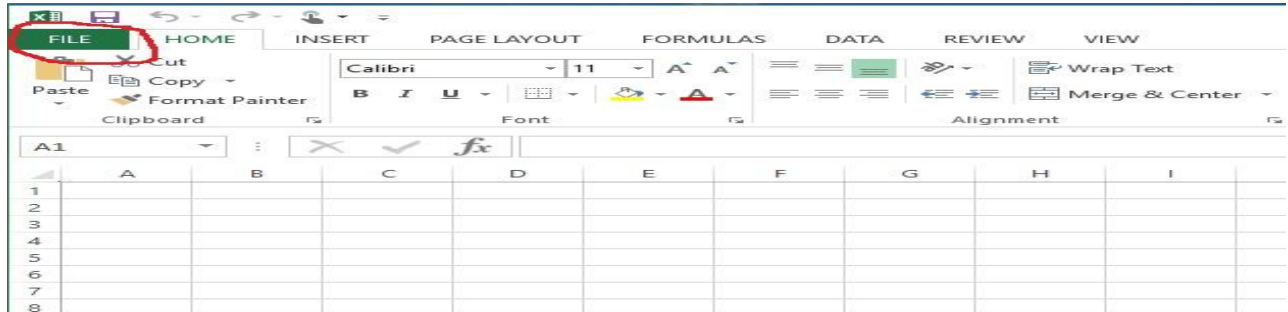 FILE HOME INSERT PAGE LAYOUT FORMULAS DATA REVIEW VIEW
Cut Calibri 11 A A Wrap Text
Copy
Paste B I U A Merge & Center
Format Painter
Clipboard Font Alignment
A1 fx
A B C D E F G H I
1
2
3
4
5
6
7
8